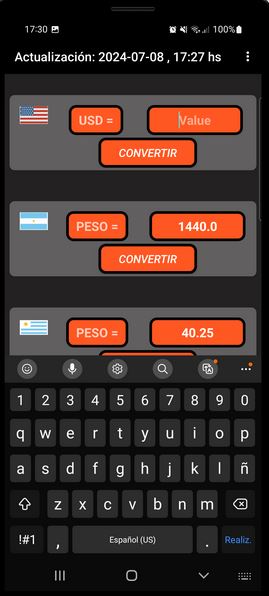 17:30 100%
Actualización: 2024-07-08 , 17:27 hs
USD = Value
CONVERTIR
PESO = 1440.0
CONVERTIR
PESO = 40.25
1 2 3 4 5 6 7 8 9 0
q w e r t y u i o p
a s d f g h j k l ñ
z x c v b n m
!#1 , Español (US) . Realiz.